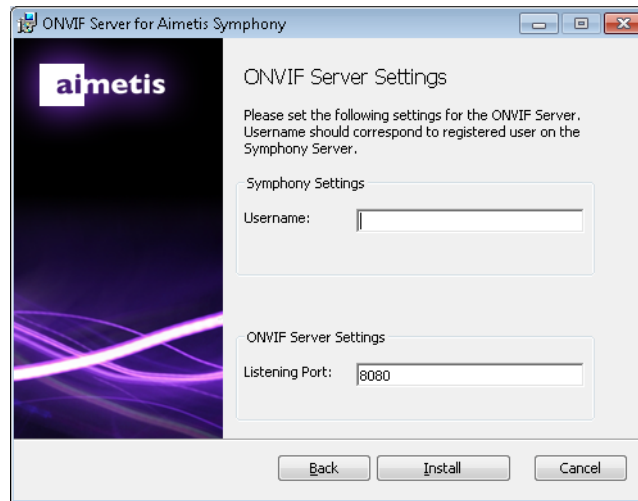 ONVIF Server for Aimetis Symphony
aimetis
ONVIF Server Settings
Please set the following settings for the ONVIF Server.
Username should correspond to registered user on the
Symphony Server.
Symphony Settings
Username:
ONVIF Server Settings
Listening Port: 8080
Back Install Cancel